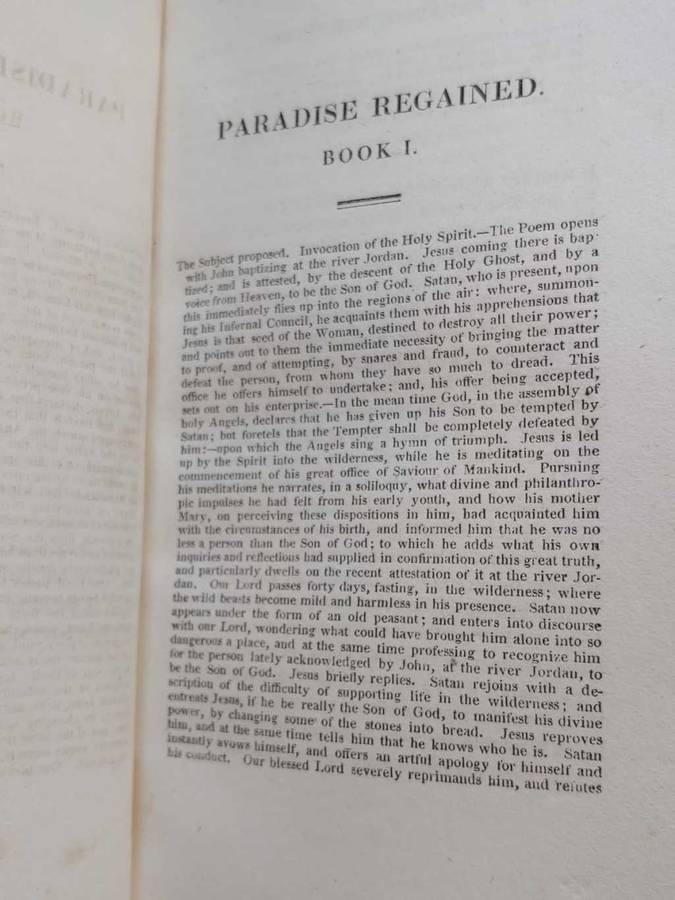 PARADISE REGAINED.
BOOK I.
The Subject proposed. Invocation of the Holy Spirit.—The Poem opens
with John baptizing at the river Jordan. Jesus coming there is bap-
tized; and is attested, by the descent of the Holy Ghost, and by a
voice from Heaven, to be the Son of God. Satan, who is present, upon
this immediately flies up into the regions of the air: where, summon-
ing his Infernal Council, he acquaints them with his apprehensions that
Jesus is that seed of the Woman, destined to destroy all their power;
and points out to them the immediate necessity of bringing the matter
to proof, and of attempting, by snares and fraud, to counteract and
defeat the person, from whom they have so much to dread. This
office he offers himself to undertake; and, his offer being accepted,
sets out on his enterprise.—In the mean time God, in the assembly of
holy Angels, declares that he has given up his Son to be tempted by
Satan; but foretels that the Tempter shall be completely defeated by
him:—upon which the Angels sing a hymn of triumph. Jesus is led
up by the Spirit into the wilderness, while he is meditating on the
commencement of his great office of Saviour of Mankind. Pursuing
his meditations he narrates, in a soliloquy, what divine and philanthro-
pic impulses he had felt from his early youth, and how his mother
Mary, on perceiving these dispositions in him, had acquainted him
with the circumstances of his birth, and informed him that he was no
less a person than the Son of God; to which he adds what his own
inquiries and reflections had supplied in confirmation of this great truth,
and particularly dwells on the recent attestation of it at the river Jor-
dan. Our Lord passes forty days, fasting, in the wilderness; where
the wild beasts become mild and harmless in his presence. Satan now
appears under the form of an old peasant; and enters into discourse
with our Lord, wondering what could have brought him alone into so
dangerous a place, and at the same time professing to recognize him
for the person lately acknowledged by John, at the river Jordan, to
be the Son of God. Jesus briefly replies. Satan rejoins with a de-
scription of the difficulty of supporting life in the wilderness; and
entreats Jesus, if he be really the Son of God, to manifest his divine
power, by changing some of the stones into bread. Jesus reproves
him, and at the same time tells him that he knows who he is. Satan
instantly avows himself, and offers an artful apology for himself and
his conduct. Our blessed Lord severely reprimands him, and refutes